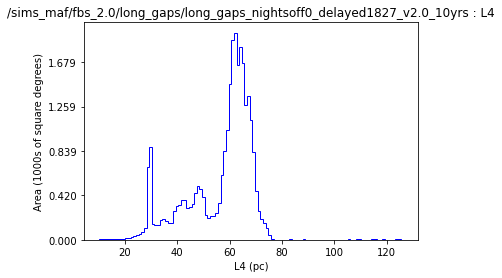 /sims_maf/fbs_2.0/long_gaps/long_gaps_nightsoff0_delayed1827_v2.0_10yrs : L4
1.679
1.259
0.839
0.420
0.000
Area (1000s of square degrees)
20 40 60 80 100 120
L4 (pc)